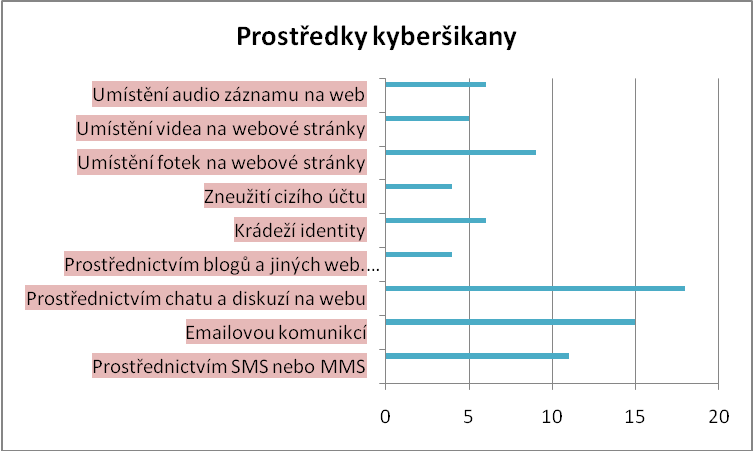 Prostředky kyberšikany
Umístění audio záznamu na web
Umístění videa na webové stránky
Umístění fotek na webové stránky
Zneužití cizího účtu
Krádeží identity
Prostřednictvím blogů a jiných web. ...
Prostřednictvím chatu a diskuzí na webu
Emailovou komunikcí
Prostřednictvím SMS nebo MMS
0 5 10 15 20